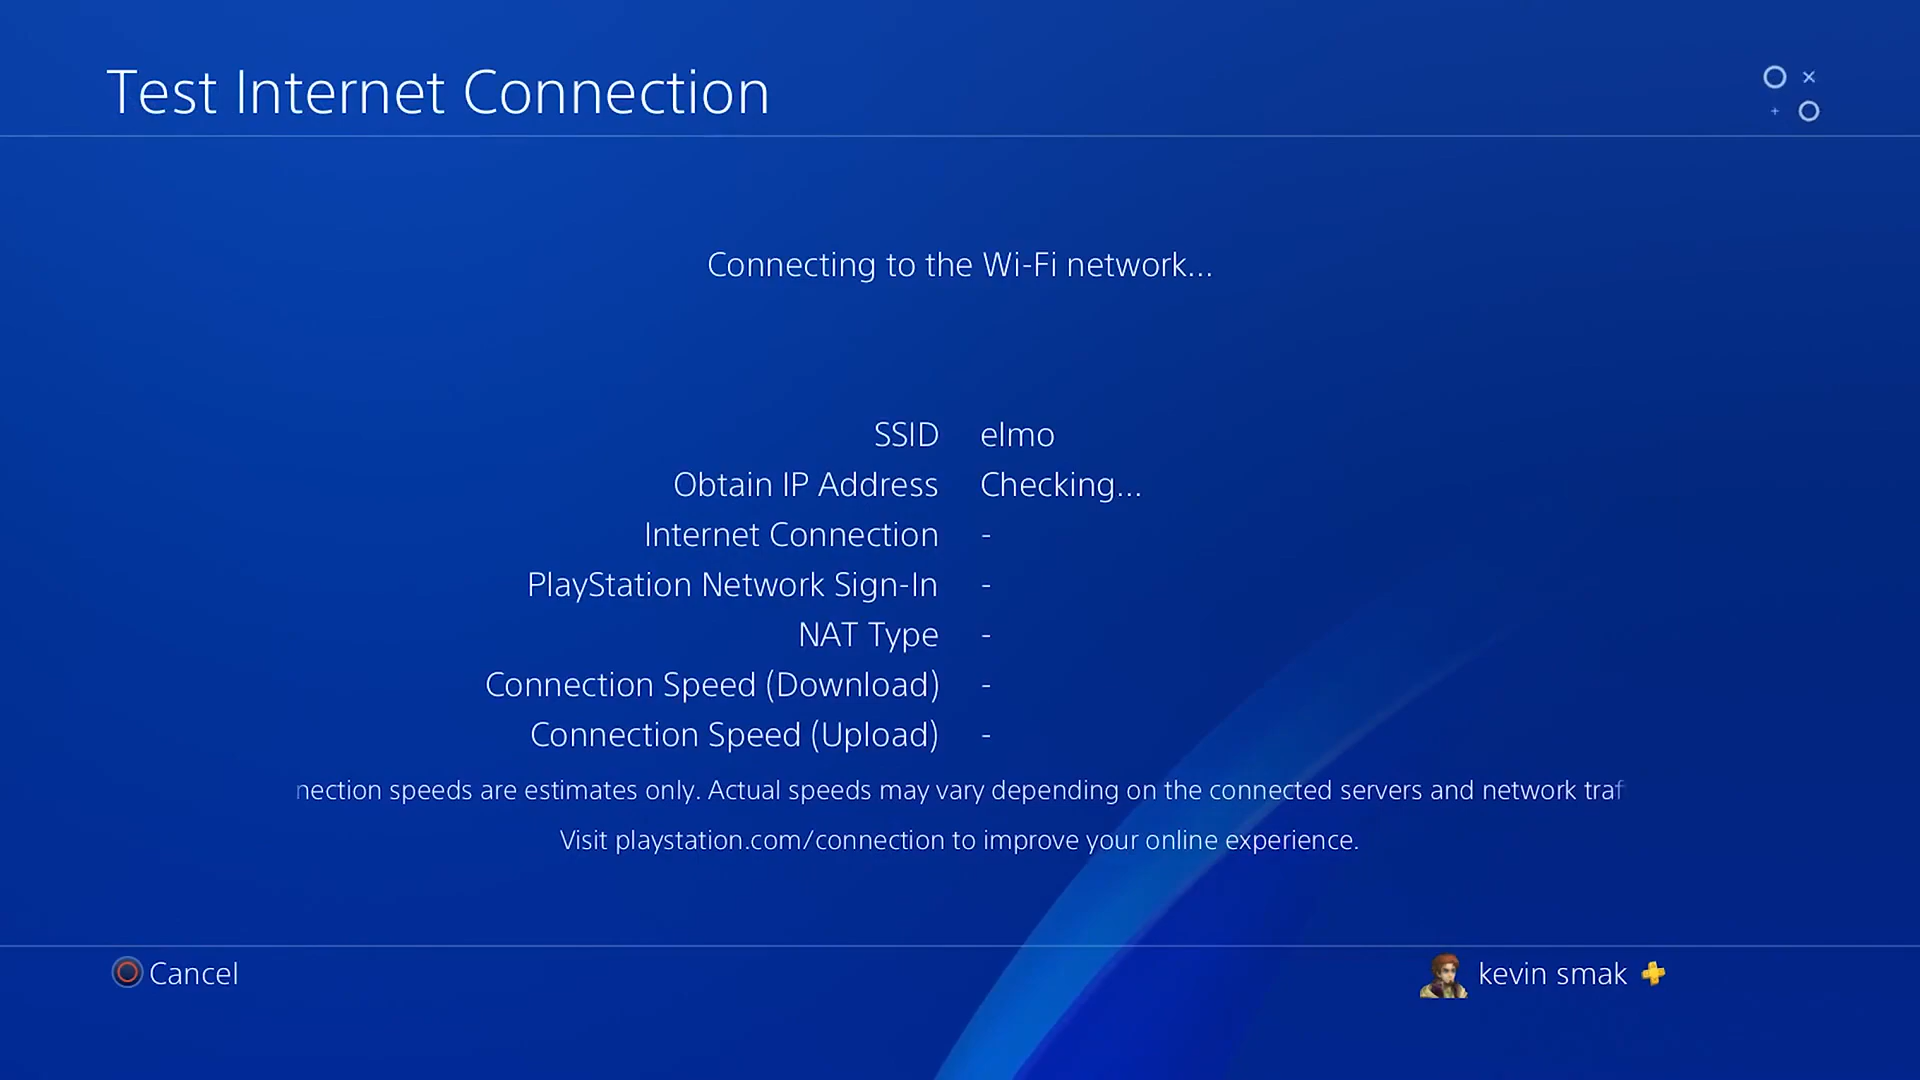 Test Internet Connection
Connecting to the Wi-Fi network...
SSID elmo
Obtain IP Address Checking...
Internet Connection -
PlayStation Network Sign-In -
NAT Type -
Connection Speed (Download) -
Connection Speed (Upload) -
nection speeds are estimates only. Actual speeds may vary depending on the connected servers and network traf
Visit playstation.com/connection to improve your online experience.
Cancel
kevin smak